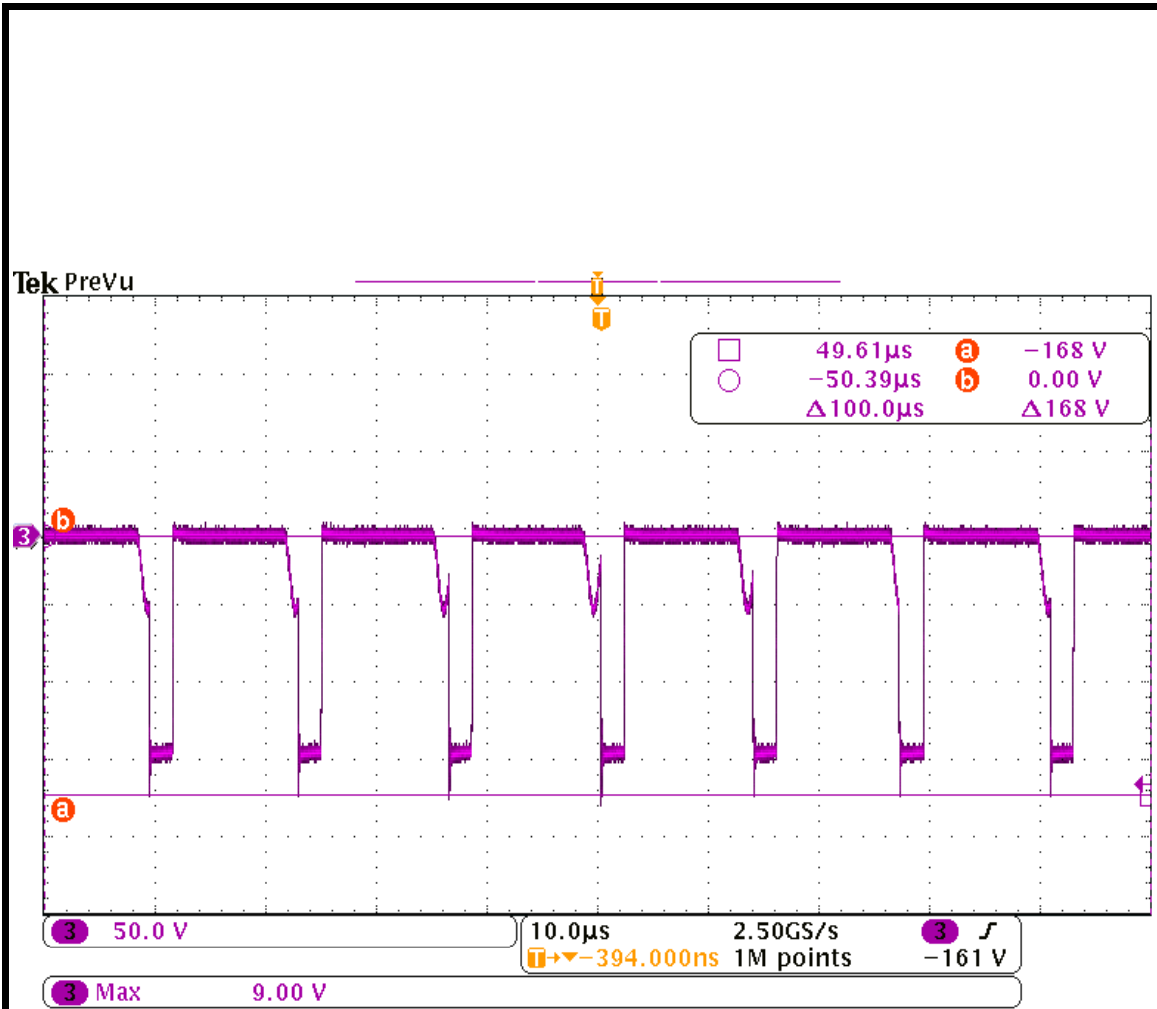 Tek PreVu
T
T
49.61μs a −168 V
−50.39μs b 0.00 V
Δ100.0μs Δ168 V
b
3
a
3 50.0 V
10.0μs 2.50GS/s 3
T→▼−394.000ns 1M points −161 V
3 Max 9.00 V